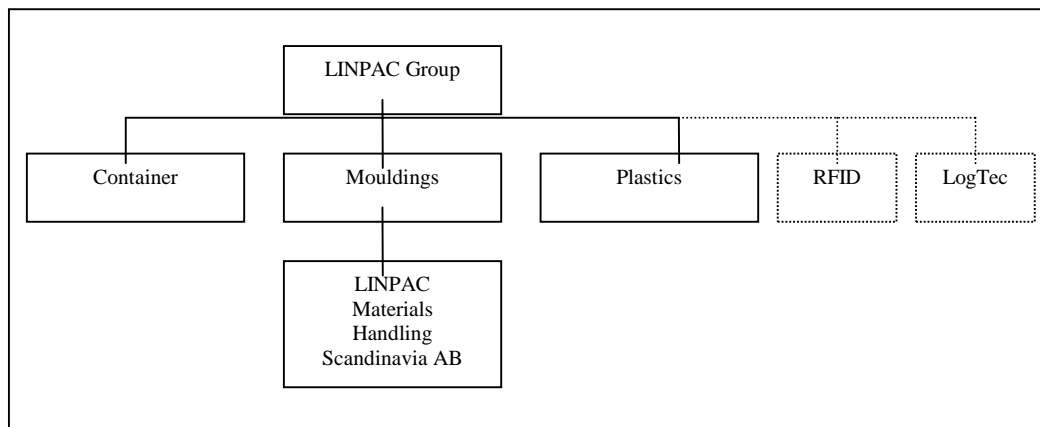 LINPAC Group
Container
Mouldings
Plastics
RFID
LogTec
LINPAC
Materials
Handling
Scandinavia AB